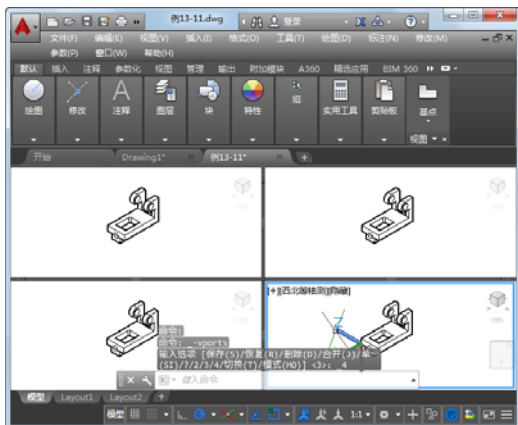 例13-11.dwg 登录
文件(F) 编辑(E) 视图(V) 插入(I) 格式(O) 工具(T) 绘图(D) 标注(N) 修改(M)
参数(P) 窗口(W) 帮助(H)
默认 插入 注释 参数化 视图 管理 输出 附加模块 A360 精选应用 BIM 360
绘图 修改 注释 图层 块 特性 组 实用工具 剪贴板 基点
视图
开始 Drawing1* 例13-11*
[+][西北等轴测]
Z
命令:
命令: _-vports
输入选项 [保存(S)/恢复(R)/删除(D)/合并(J)/单一
(SI)/?/2/3/4/切换(T)/模式(MO)] <3>: _4
键入命令
模型 Layout1 Layout2 +
模型 1:1